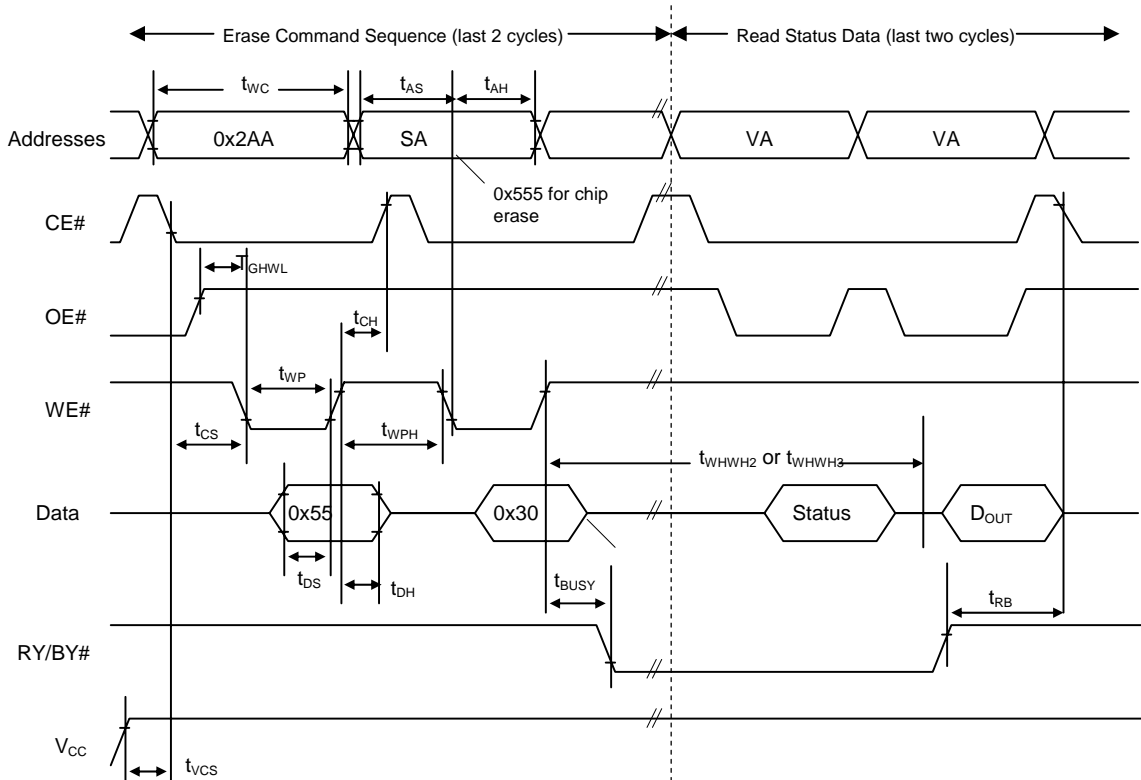 Erase Command Sequence (last 2 cycles)
Read Status Data (last two cycles)
tWC
tAS
tAH
Addresses
0x2AA
SA
VA
VA
0x555 for chip
erase
CE#
TGHWL
OE#
tCH
WE#
tWP
tCS
tWPH
tWHWH2 or tWHWH3
Data
0x55
0x30
Status
DOUT
tDS
tDH
tBUSY
tRB
RY/BY#
VCC
tVCS